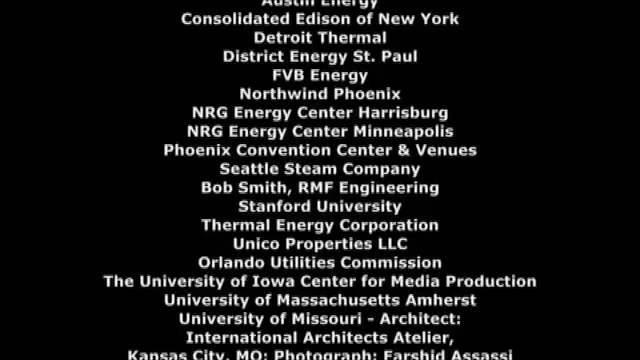 Austin Energy
Consolidated Edison of New York
Detroit Thermal
District Energy St. Paul
FVB Energy
Northwind Phoenix
NRG Energy Center Harrisburg
NRG Energy Center Minneapolis
Phoenix Convention Center & Venues
Seattle Steam Company
Bob Smith, RMF Engineering
Stanford University
Thermal Energy Corporation
Unico Properties LLC
Orlando Utilities Commission
The University of Iowa Center for Media Production
University of Massachusetts Amherst
University of Missouri - Architect:
International Architects Atelier,
Kansas City, MO; Photograph: Farshid Assassi